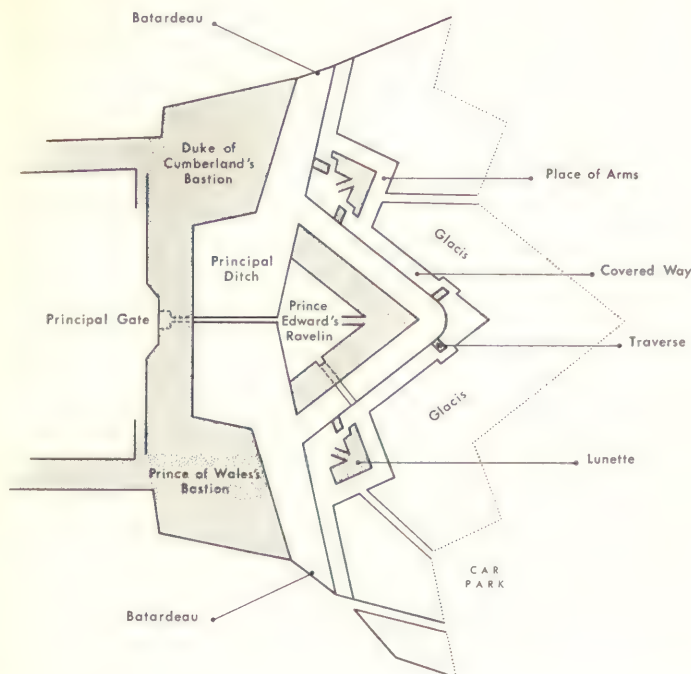 Batardeau
Duke of
Cumberland's
Bastion
Place of Arms
Glacis
Principal
Ditch
Covered Way
Principal Gate
Prince
Edward's
Ravelin
Traverse
Glacis
Prince of Wales's
Bastion
Lunette
CAR
PARK
Batardeau